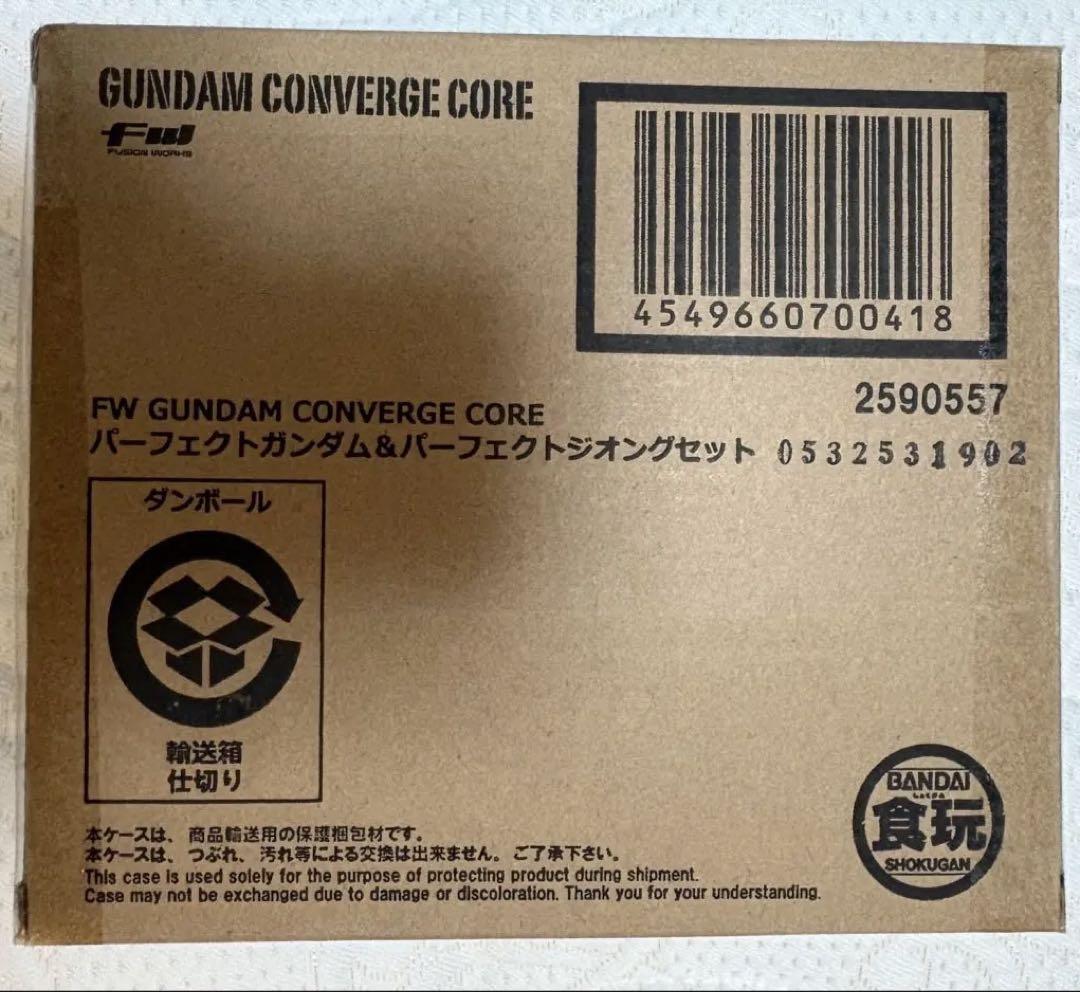 GUNDAM CONVERGE CORE
FW
FUSION WORKS
4549660700418
2590557
FW GUNDAM CONVERGE CORE
パーフェクトガンダム&パーフェクトジオングセット 0532531902
ダンボール
輸送箱
仕切り
BANDAI
しょくがん
食玩
SHOKUGAN
本ケースは、商品輸送用の保護梱包材です。
本ケースは、つぶれ、汚れ等による交換は出来ません。ご了承下さい。
This case is used solely for the purpose of protecting product during shipment.
Case may not be exchanged due to damage or discoloration. Thank you for your understanding.